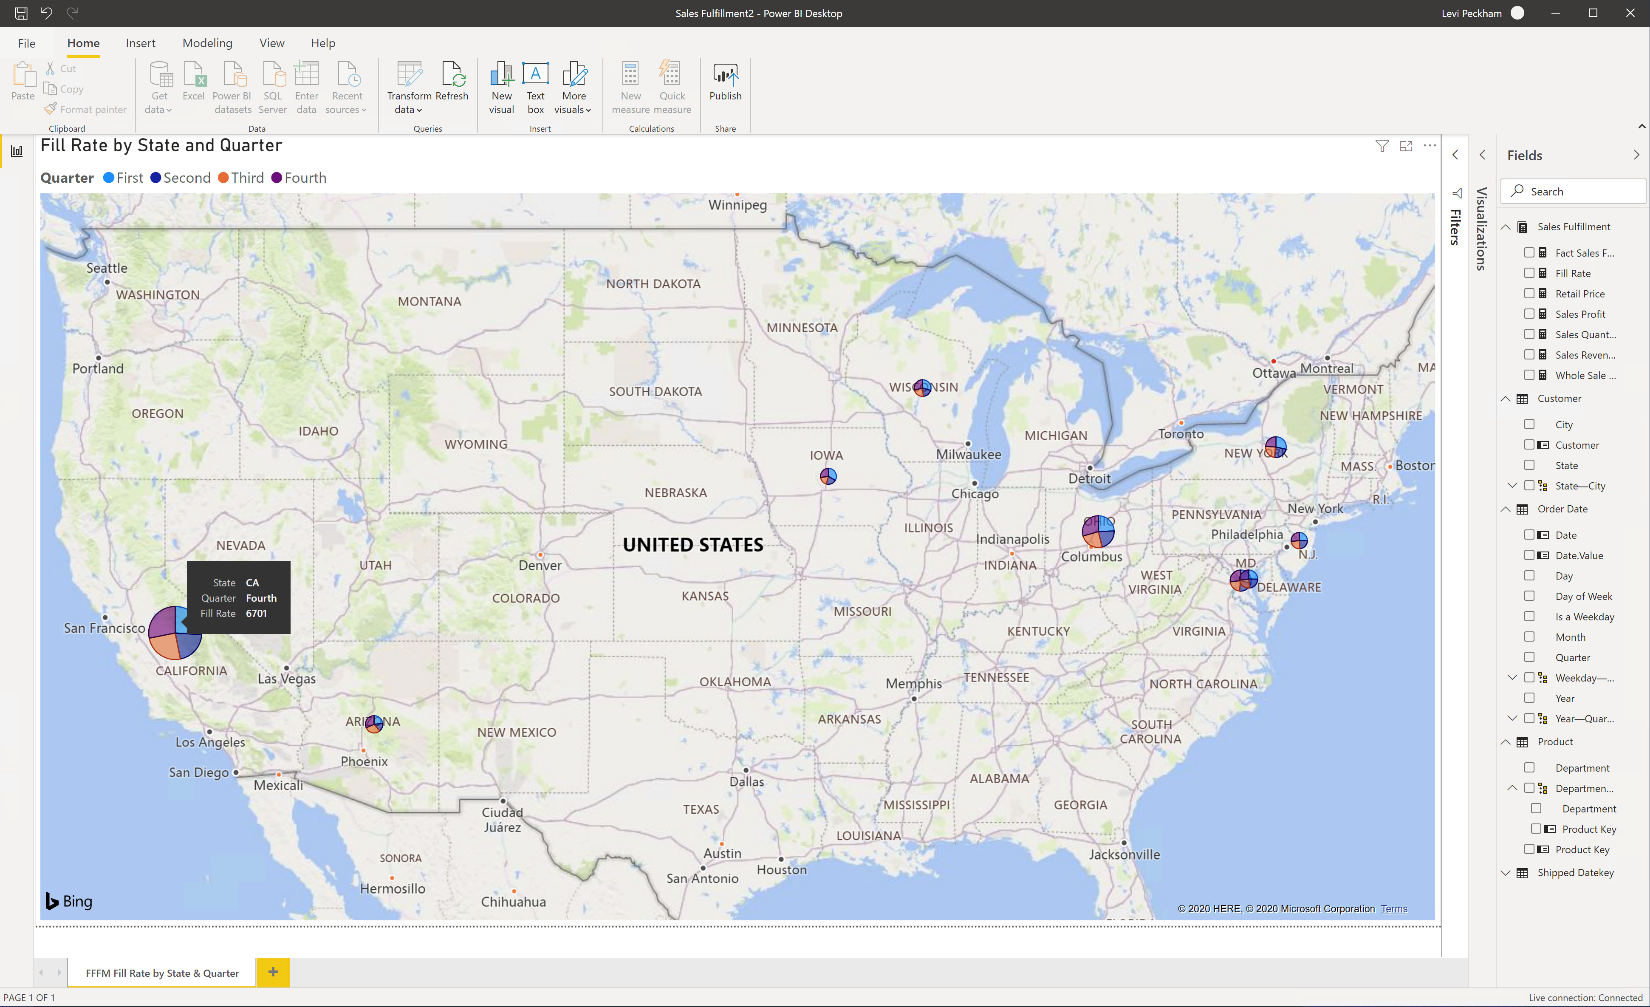 Sales Fulfillment2 - Power BI Desktop
Levi Peckham
File Home Insert Modeling View Help
Paste
Cut
Copy
Format painter
Clipboard
Get data
Excel
Power BI datasets
SQL Server
Enter data
Recent sources
Data
Transform data
Refresh
Queries
New visual
Text box
More visuals
Insert
New measure
Quick measure
Calculations
Publish
Share
Fill Rate by State and Quarter
Quarter First Second Third Fourth
Winnipeg
Seattle
WASHINGTON
MONTANA
NORTH DAKOTA
MINNESOTA
Portland
OREGON
IDAHO
WYOMING
SOUTH DAKOTA
WISCONSIN
Ottawa
Montreal
MA
VERMONT
NEW HAMPSHIRE
Toronto
MICHIGAN
Milwaukee
IOWA
NEW YORK
MASS.
Boston
Detroit
Chicago
NEBRASKA
R.I.
New York
PENNSYLVANIA
ILLINOIS
OHIO
Indianapolis
INDIANA
Columbus
Philadelphia
N.J.
MD
DELAWARE
NEVADA
UTAH
Denver
COLORADO
UNITED STATES
KANSAS
MISSOURI
WEST VIRGINIA
VIRGINIA
KENTUCKY
State CA
Quarter Fourth
Fill Rate 6701
San Francisco
CALIFORNIA
Las Vegas
OKLAHOMA
Memphis
TENNESSEE
NORTH CAROLINA
ARIZONA
NEW MEXICO
ARKANSAS
SOUTH CAROLINA
Los Angeles
San Diego
Mexicali
Phoenix
Dallas
ALABAMA
Ciudad Juárez
TEXAS
MISSISSIPPI
GEORGIA
LOUISIANA
SONORA
Austin
Houston
Jacksonville
Hermosillo
San Antonio
Chihuahua
FLORIDA
Bing
© 2020 HERE, © 2020 Microsoft Corporation Terms
Filters
Visualizations
Fields
Search
Sales Fulfillment
Fact Sales F...
Fill Rate
Retail Price
Sales Profit
Sales Quant...
Sales Reven...
Whole Sale ...
Customer
City
Customer
State
State—City
Order Date
Date
Date.Value
Day
Day of Week
Is a Weekday
Month
Quarter
Weekday—...
Year
Year—Quar...
Product
Department
Departmen...
Department
Product Key
Product Key
Shipped Datekey
FFFM Fill Rate by State & Quarter
PAGE 1 OF 1
Live connection: Connected